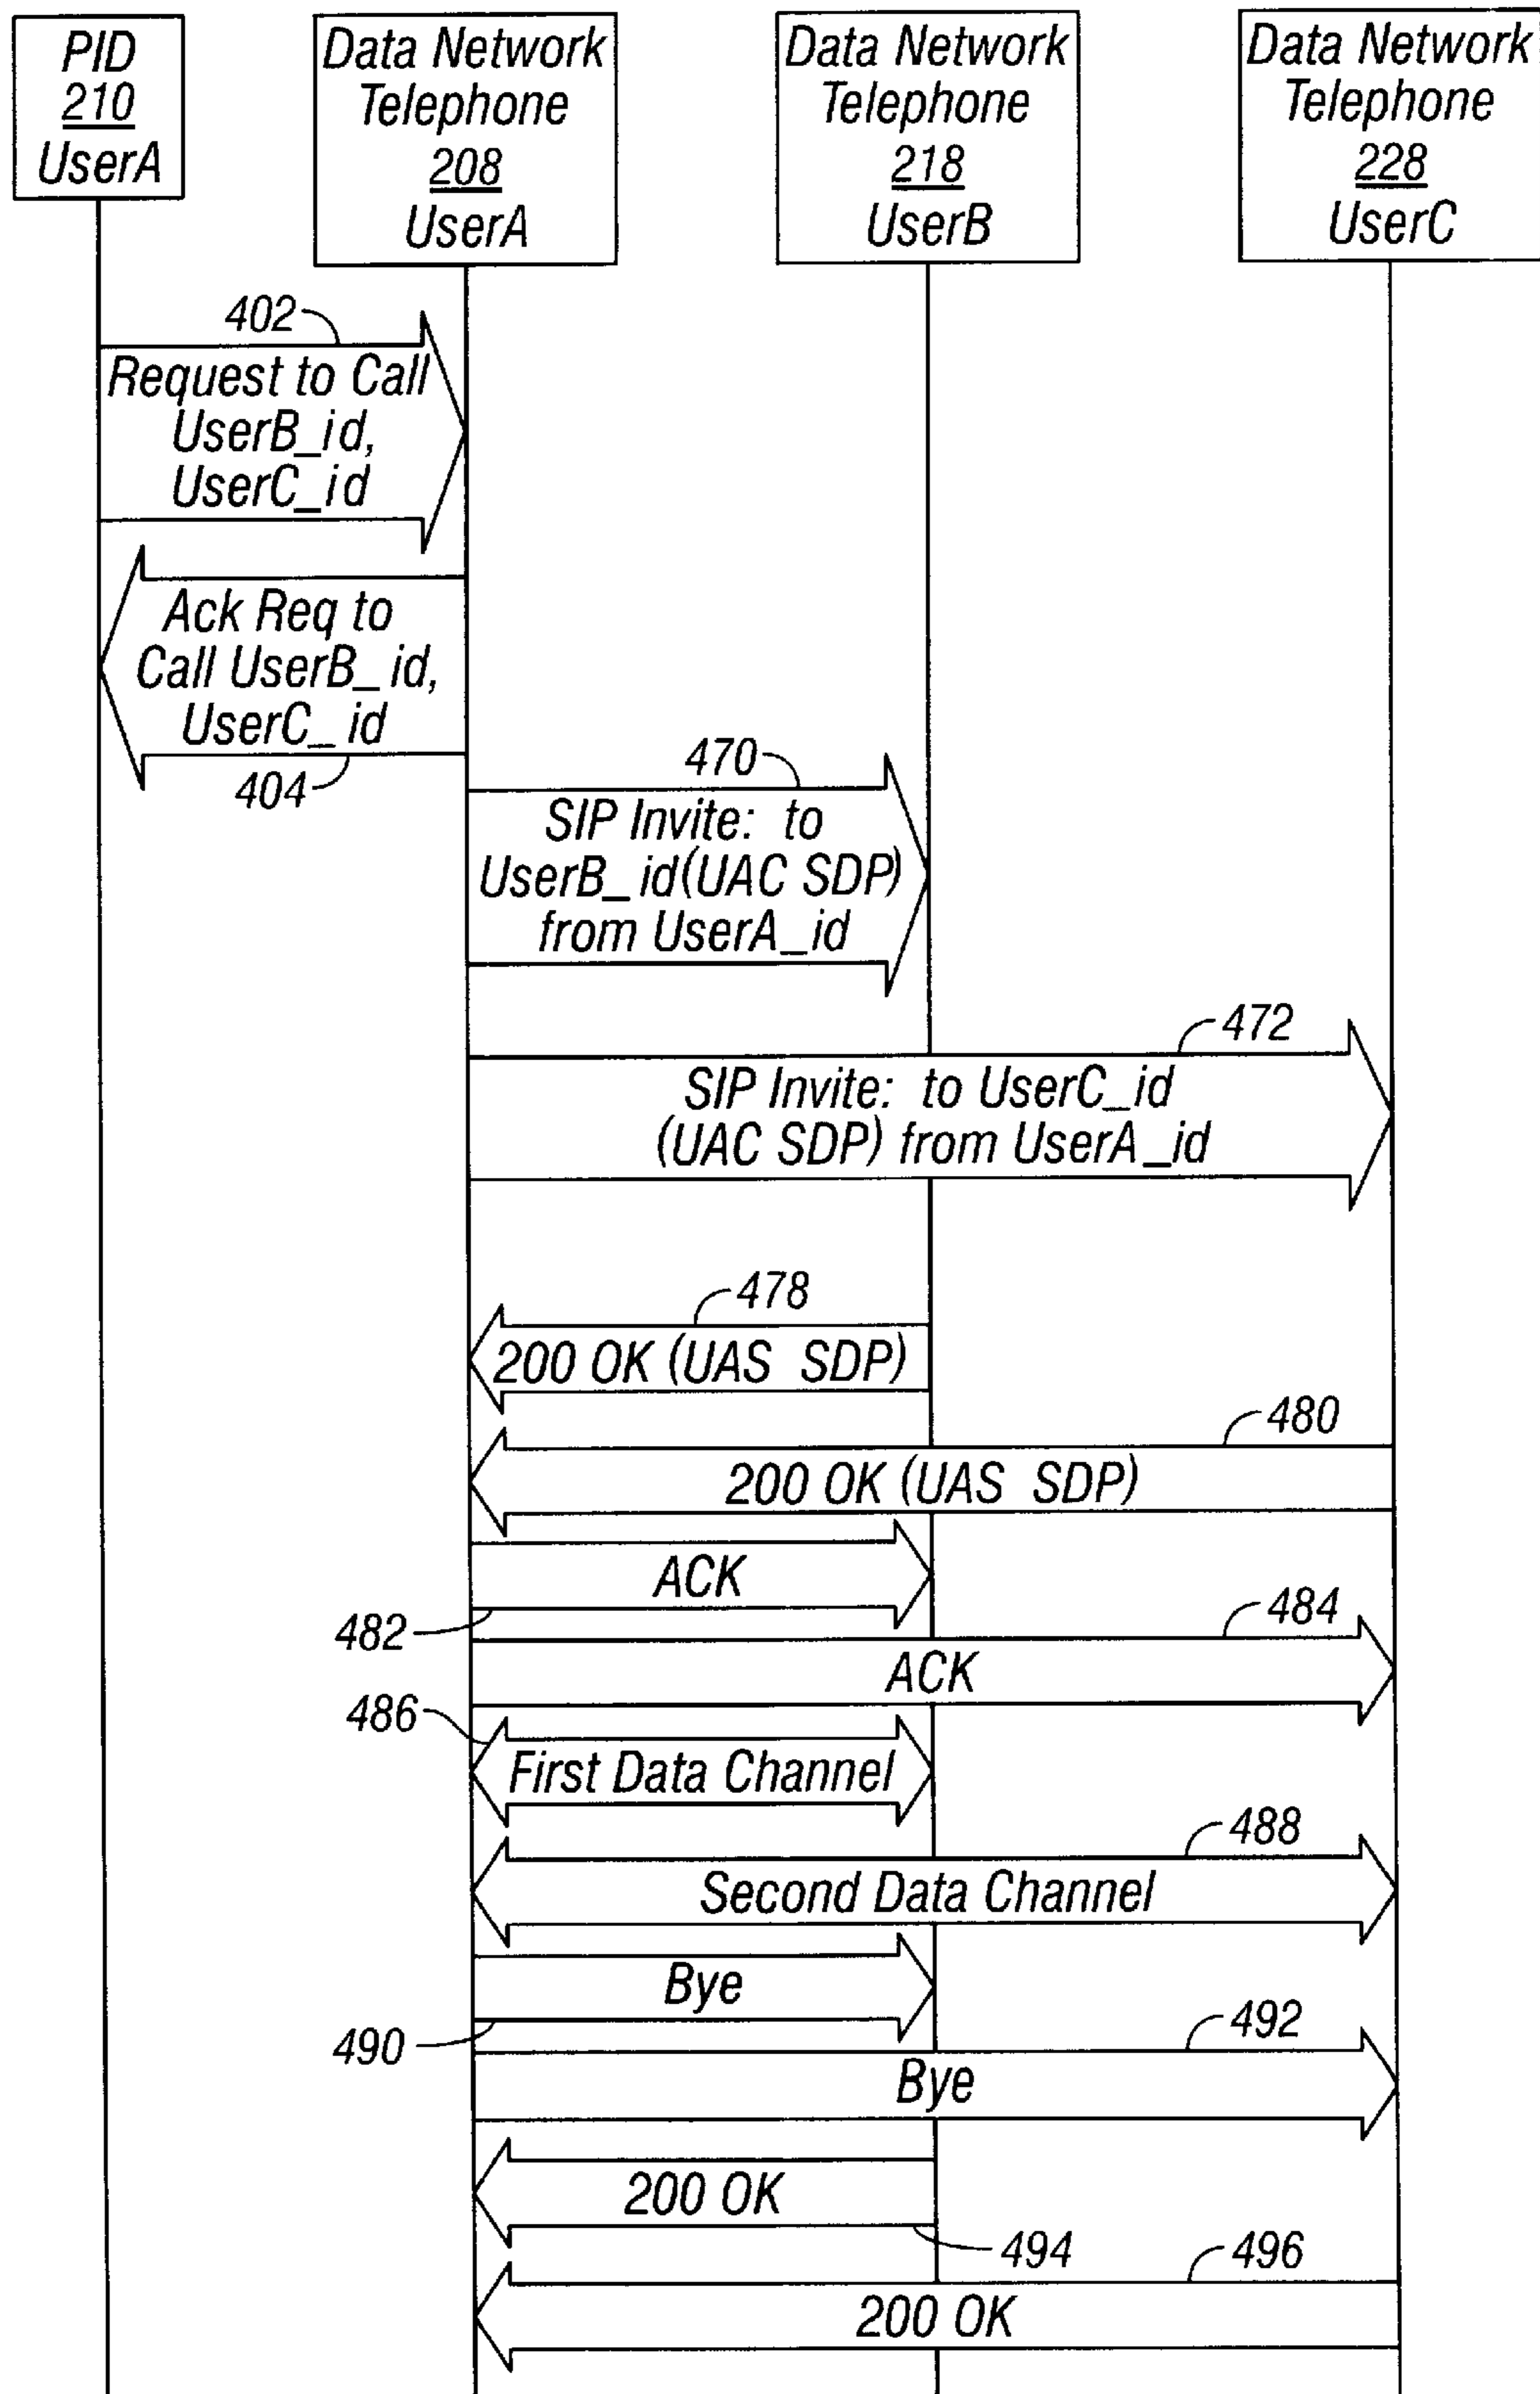 PID
210
UserA
Data Network
Telephone
208
UserA
Data Network
Telephone
218
UserB
Data Network
Telephone
228
UserC
402
Request to Call
UserB_id,
UserC_id
Ack Req to
Call UserB_id,
UserC_id
404
470
SIP Invite: to
UserB_id(UAC SDP)
from UserA_id
472
SIP Invite: to UserC_id
(UAC SDP) from UserA_id
478
200 OK (UAS SDP)
480
200 OK (UAS SDP)
ACK
482
484
ACK
486
First Data Channel
488
Second Data Channel
Bye
490
492
Bye
200 OK
494
496
200 OK